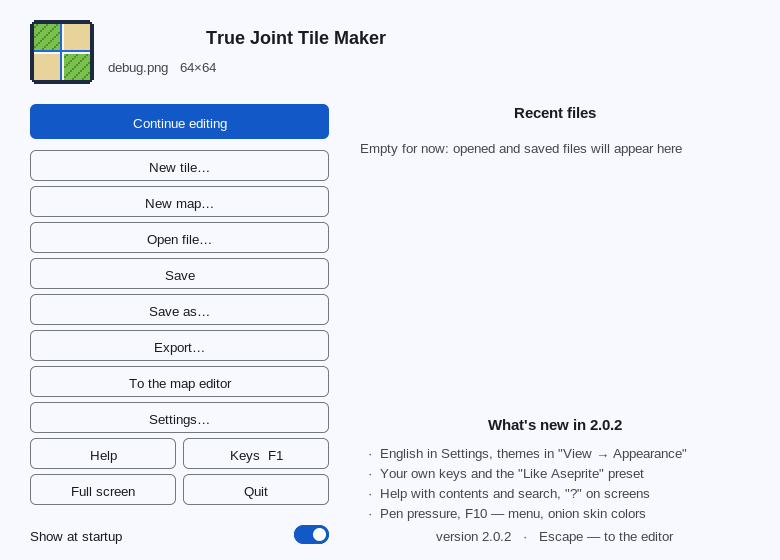 True Joint Tile Maker
debug.png 64×64
Continue editing
New tile…
New map…
Open file…
Save
Save as…
Export…
To the map editor
Settings…
Help
Keys F1
Full screen
Quit
Show at startup
Recent files
Empty for now: opened and saved files will appear here
What's new in 2.0.2
· English in Settings, themes in "View → Appearance"
· Your own keys and the "Like Aseprite" preset
· Help with contents and search, "?" on screens
· Pen pressure, F10 — menu, onion skin colors
version 2.0.2 · Escape — to the editor